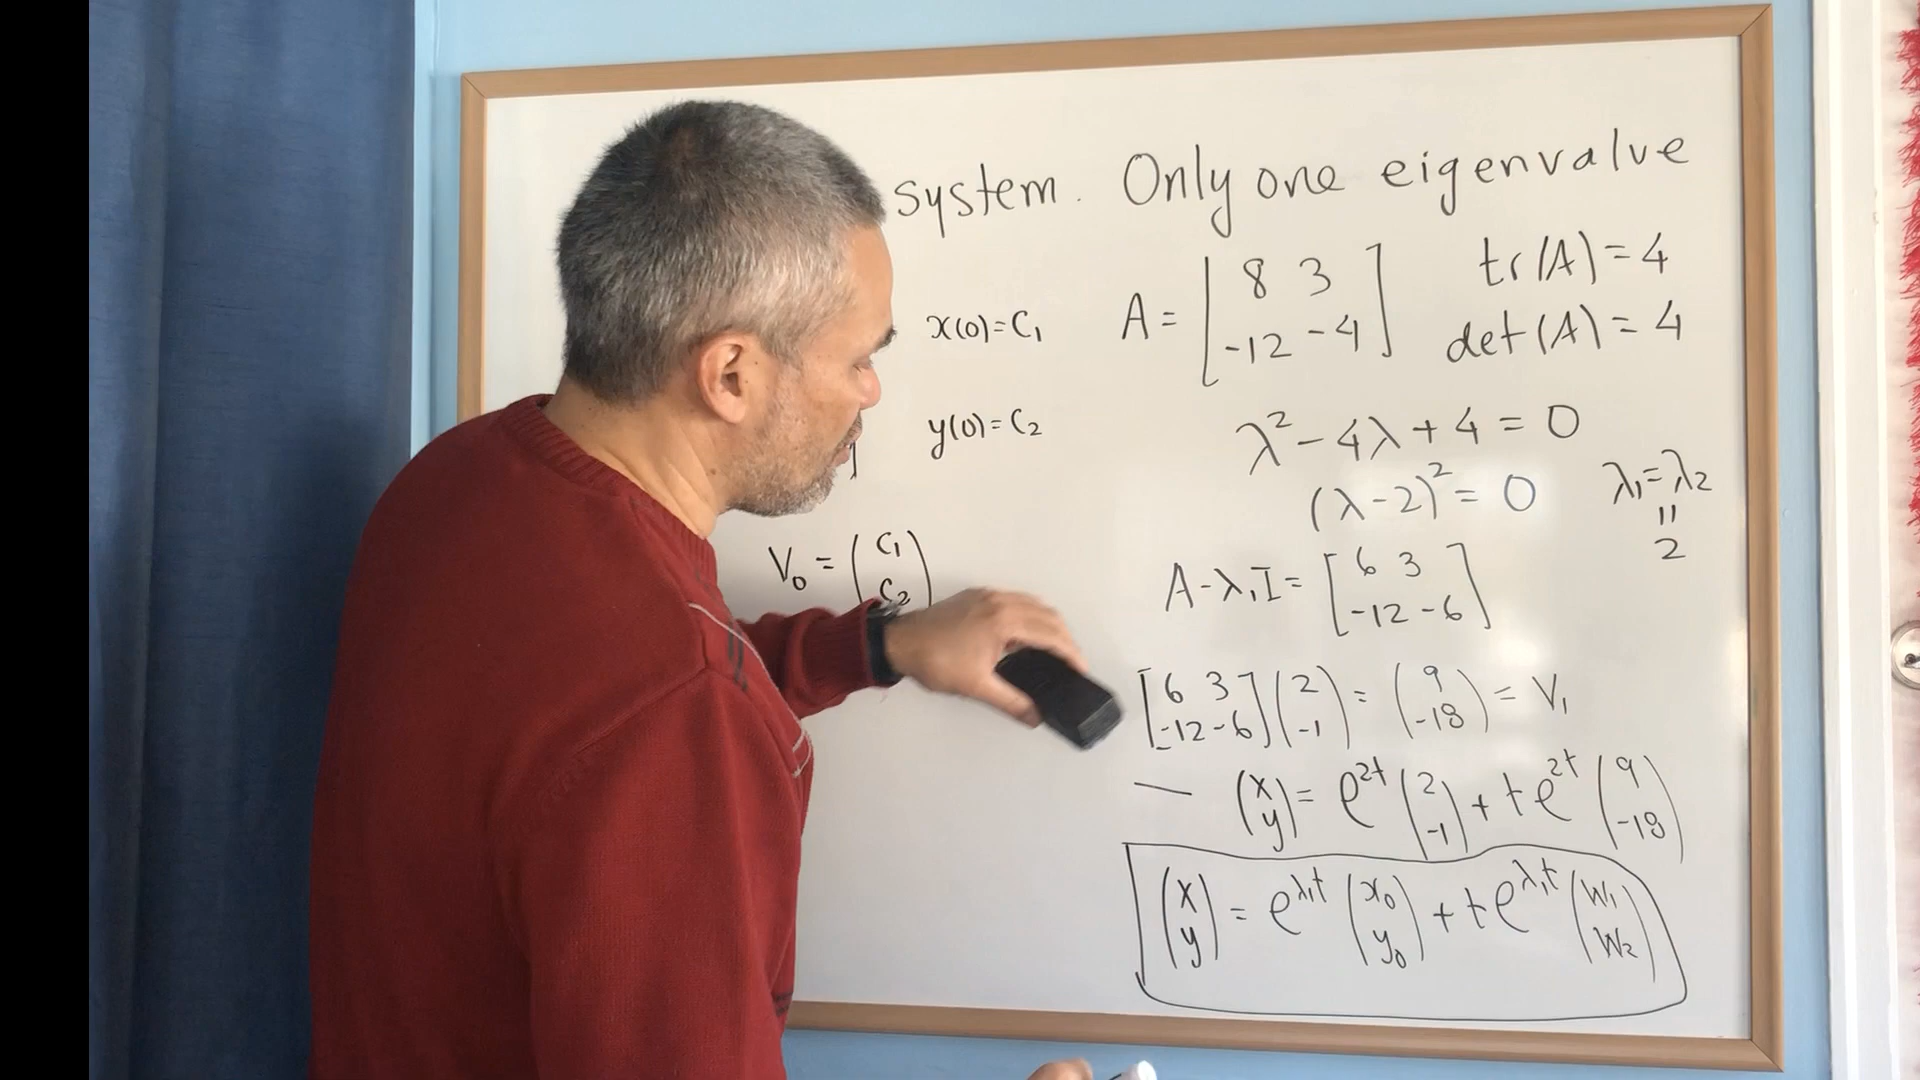 system. Only one eigenvalue
x(0)=C₁
y(0)=C₂
V₀ = (C₁ C₂)
A = [8 3
-12 -4]
tr(A)=4
det(A)=4
λ² - 4λ + 4 = 0
(λ-2)² = 0
λ₁=λ₂
||
2
A-λ₁I = [6 3
-12 -6]
[6 3
-12 -6] (2
-1) = (9
-18) = V₁
— (x
y) = e^2t (2
-1) + te^2t (9
-18)
(x
y) = e^λ₁t (x₀
y₀) + te^λ₁t (W₁
W₂)